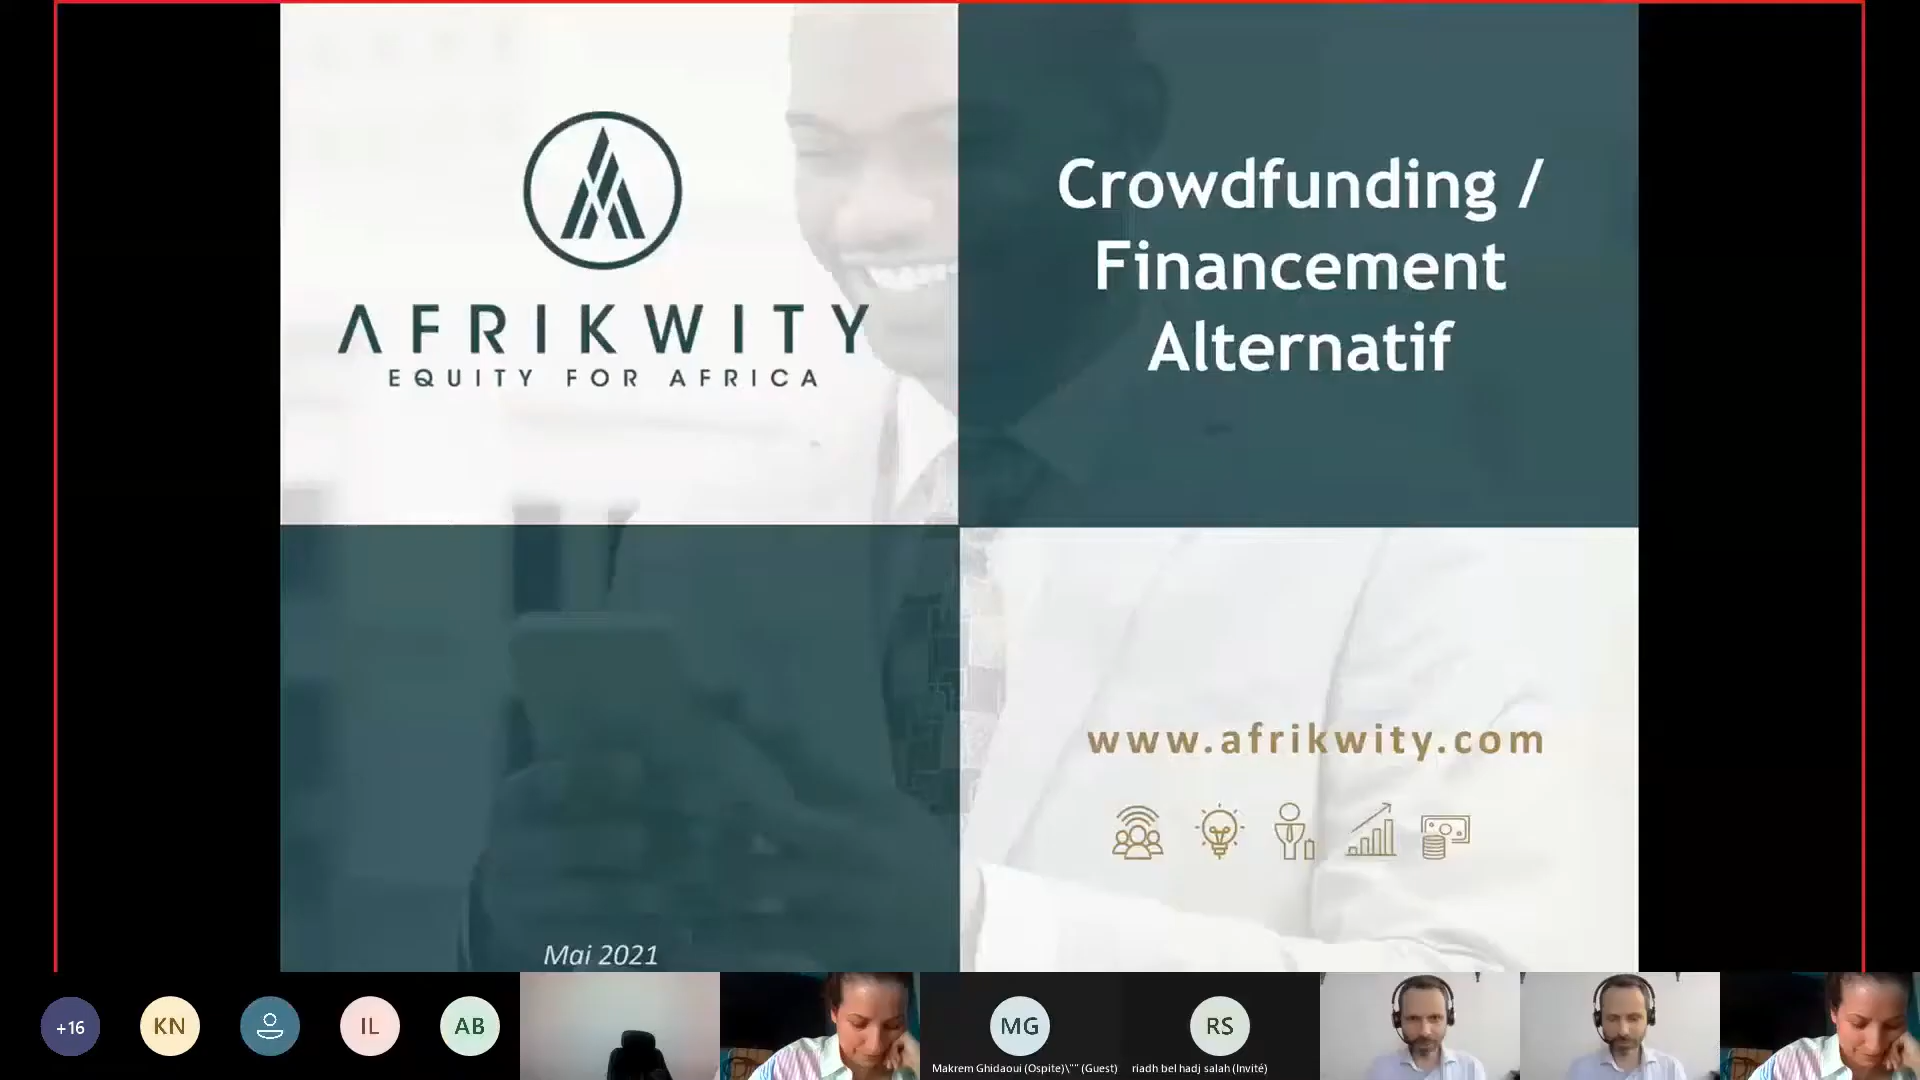 AFRIKWITY
EQUITY FOR AFRICA
Crowdfunding /
Financement
Alternatif
www.afrikwity.com
Mai 2021
+16
KN
IL
AB
MG
Makrem Ghidaoui (Ospite)\"" (Guest)
RS
riadh bel hadj salah (Invité)